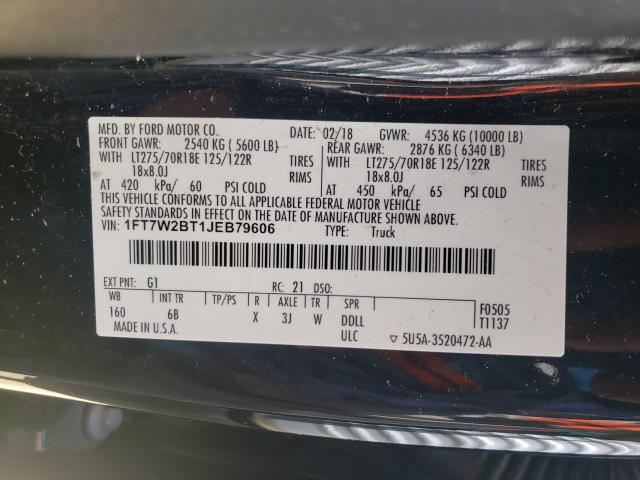 MFD. BY FORD MOTOR CO. DATE: 02/18 GVWR: 4536 KG (10000 LB)
FRONT GAWR: 2540 KG ( 5600 LB) REAR GAWR: 2876 KG ( 6340 LB)
WITH LT275/70R18E 125/122R TIRES WITH LT275/70R18E 125/122R TIRES
18x8.0J RIMS 18x8.0J RIMS
AT 420 kPa/ 60 PSI COLD AT 450 kPa/ 65 PSI COLD
THIS VEHICLE CONFORMS TO ALL APPLICABLE FEDERAL MOTOR VEHICLE
SAFETY STANDARDS IN EFFECT ON THE DATE OF MANUFACTURE SHOWN ABOVE.
VIN: 1FT7W2BT1JEB79606 TYPE: Truck
EXT PNT: G1 RC: 21 DSO:
WB INT TR TP/PS R AXLE TR SPR F0505
160 6B X 3J W DDLL T1137
MADE IN U.S.A. ULC ▽ 5U5A-3520472-AA